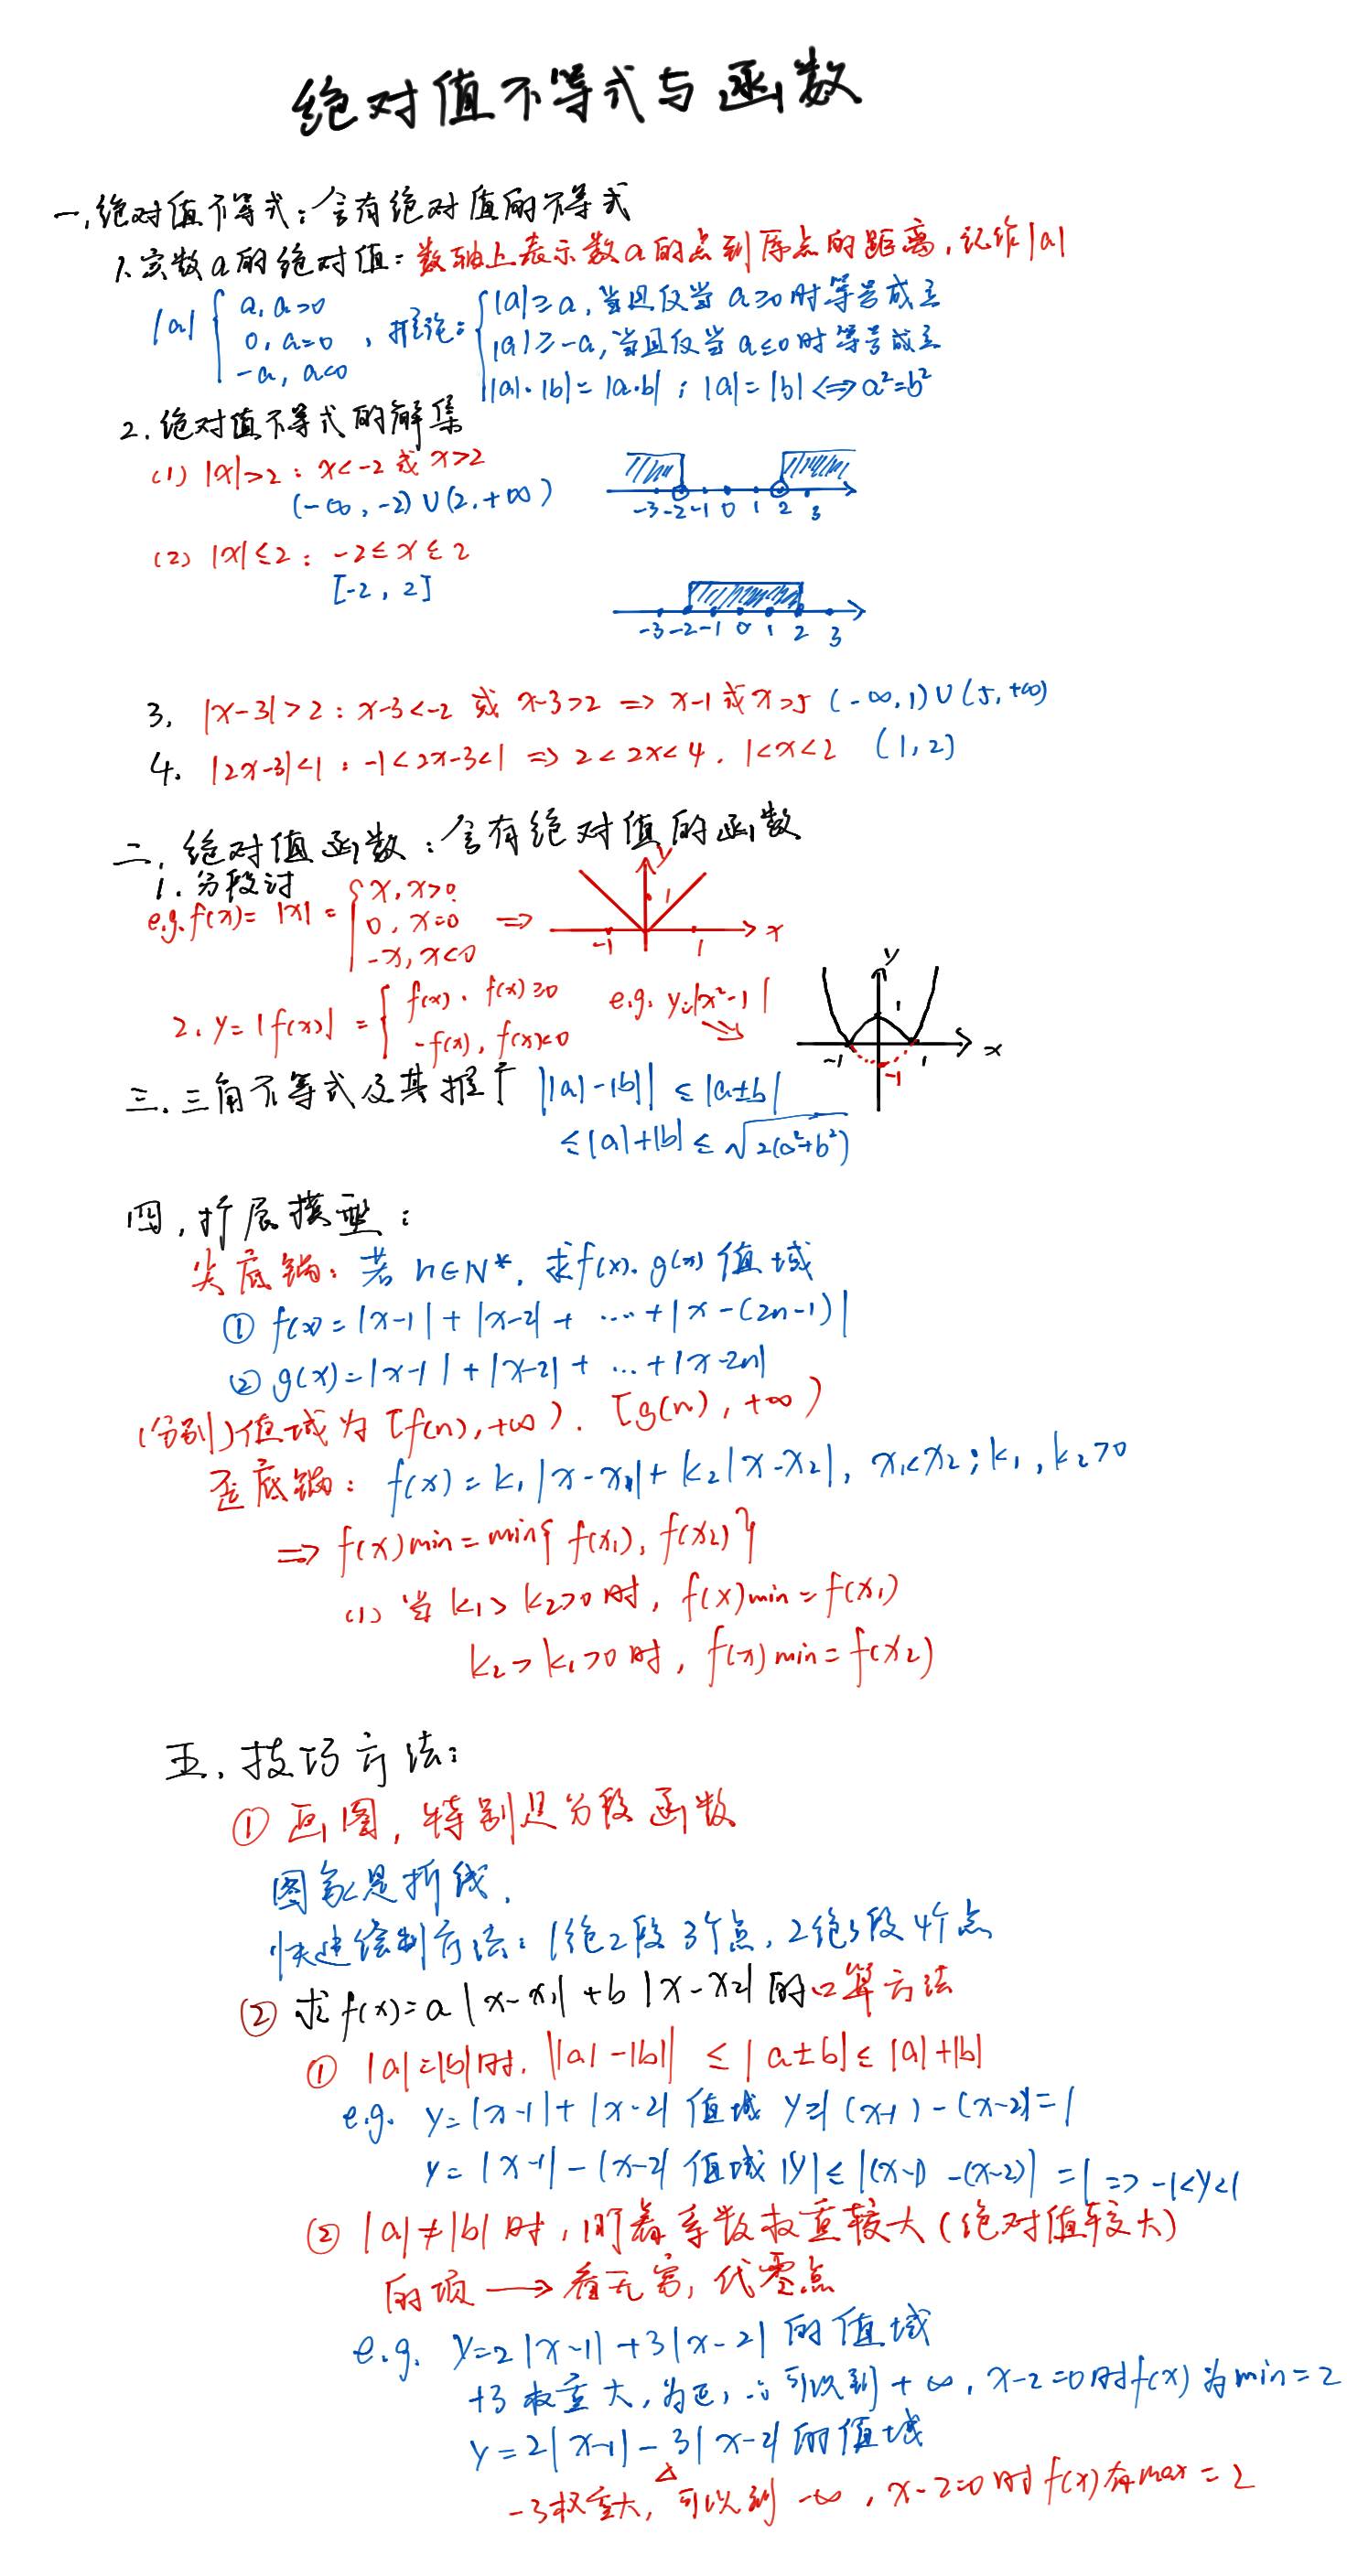 绝对值不等式与函数
一.绝对值不等式：含有绝对值的不等式
1.实数a的绝对值：数轴上表示数a的点到原点的距离，记作|a|
|a| { a, a>0
0, a=0
-a, a<0
，推论：{ |a|≥a，当且仅当 a≥0时等号成立
|a|≥-a，当且仅当 a≤0时等号成立
|a|·|b|=|a·b|；|a|=|b|⟺a²=b²
2.绝对值不等式的解集
(1) |x|>2：x<-2 或 x>2
(-∞,-2)∪(2,+∞)
-3 -2 -1 0 1 2 3
(2) |x|≤2：-2≤x≤2
[-2, 2]
-3 -2 -1 0 1 2 3
3. |x-3|>2：x-3<-2 或 x-3>2 ⇒ x-1或x>5 (-∞,1)∪(5,+∞)
4. |2x-3|<1：-1<2x-3<1 ⇒ 2<2x<4. 1<x<2 (1,2)
二. 绝对值函数：含有绝对值的函数
1. 分段讨
e.g. f(x)=|x|= { x, x>0
0, x=0
-x, x<0
⇒
y 1 -1 1 x
2. y=|f(x)| = { f(x), f(x)≥0
-f(x), f(x)<0
e.g. y=|x²-1|
y 1 -1 1 x -1
三. 三角不等式及其推广 ||a|-|b|| ≤ |a±b|
≤|a|+|b| ≤ √2(a²+b²)
四. 扩展模型：
尖底锅：若 n∈N*，求f(x). g(x) 值域
① f(x)=|x-1|+|x-2|+ …+|x-(2n-1)|
② g(x)=|x-1|+|x-2|+ …+|x-2n|
(分别)值域为 [f(n),+∞). [g(n),+∞)
歪底锅：f(x)=k₁|x-x₁|+k₂|x-x₂|, x₁<x₂；k₁,k₂>0
⇒ f(x)min=min{f(x₁), f(x₂)}
(1) 当 k₁>k₂>0时，f(x)min=f(x₁)
k₂>k₁>0时，f(x)min=f(x₂)
五. 技巧方法：
① 画图，特别是分段函数
图象是折线.
快速绘制方法：1绝2段3个点，2绝3段4个点
② 求f(x)=a|x-x₁|+b|x-x₂|的口算方法
① |a|=|b|时. ||a|-|b|| ≤ |a±b| ≤ |a|+|b|
e.g. y=|x-1|+|x-2| 值域 y≥|(x-1)-(x-2)|=1
y=|x-1|-|x-2| 值域 |y|≤|(x-1)-(x-2)|=1 ⇒ -1<y<1
② |a|≠|b| 时，盯着系数权重较大(绝对值较大)
的项 → 看无穷，代零点
e.g. y=2|x-1|+3|x-2| 的值域
+3权重大，为正，∴可以到+∞，x-2=0时f(x)为min=2
y=2|x-1|-3|x-2|的值域
-3权重大，可以到-∞，x-2=0时f(x)有max=2